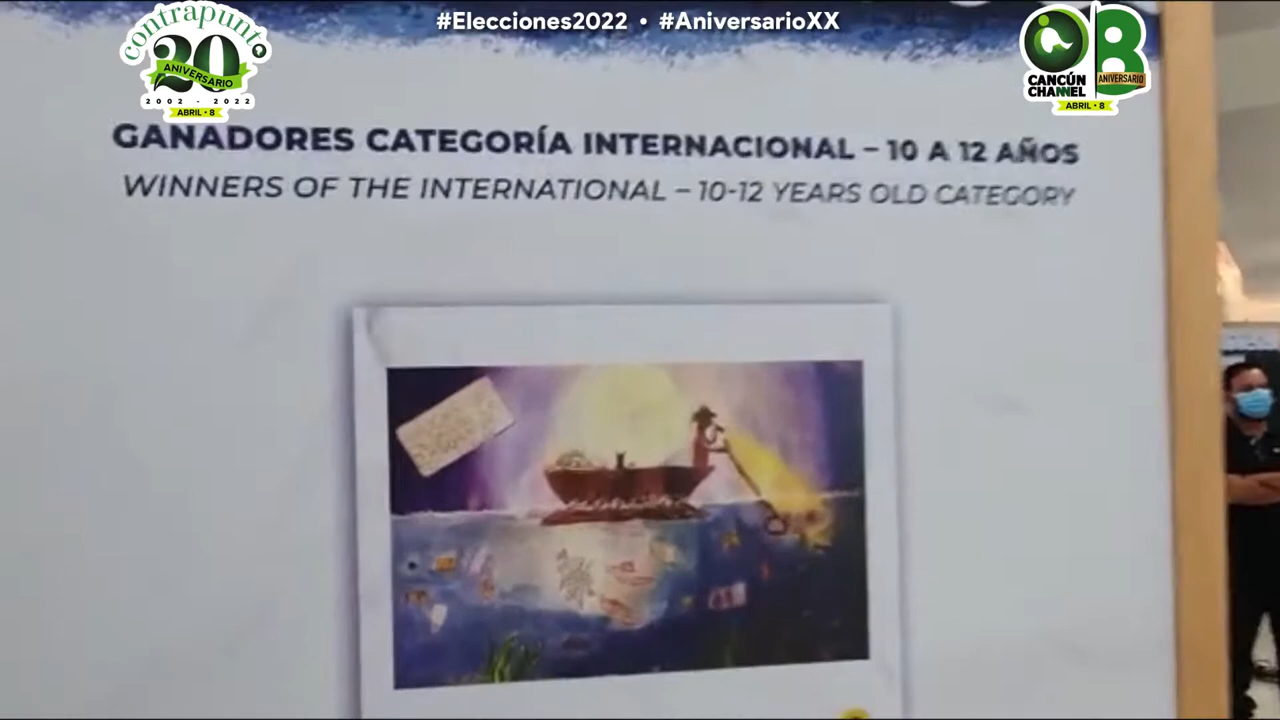 #Elecciones2022 • #AniversarioXX
contrapunto
20
ANIVERSARIO
2002 - 2022
ABRIL • 8
CANCÚN
CHANNEL
8
ANIVERSARIO
ABRIL • 8
GANADORES CATEGORÍA INTERNACIONAL – 10 A 12 AÑOS
WINNERS OF THE INTERNATIONAL – 10-12 YEARS OLD CATEGORY